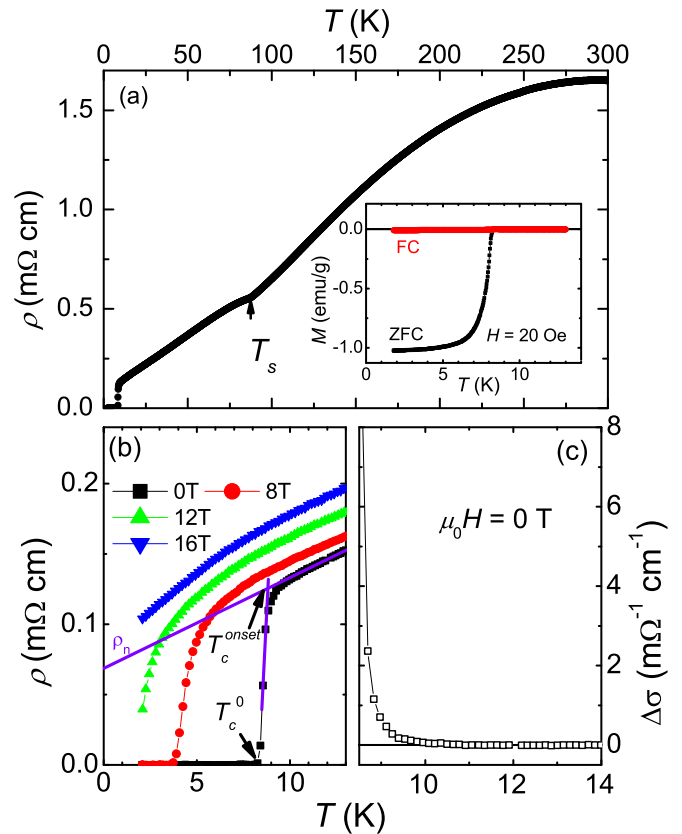 T (K)
0 50 100 150 200 250 300
(a)
1.5
1.0
0.5
0.0
ρ (mΩ cm)
T_s
0.0
-0.5
-1.0
M (emu/g)
FC
ZFC
H = 20 Oe
0 5 10
T (K)
(b)
0T 8T
12T
16T
0.2
0.1
0.0
ρ (mΩ cm)
ρ_n
T_c^onset
T_c^0
0 5 10
T (K)
(c)
μ_0H = 0 T
8
6
4
2
0
Δσ (mΩ^-1 cm^-1)
10 12 14